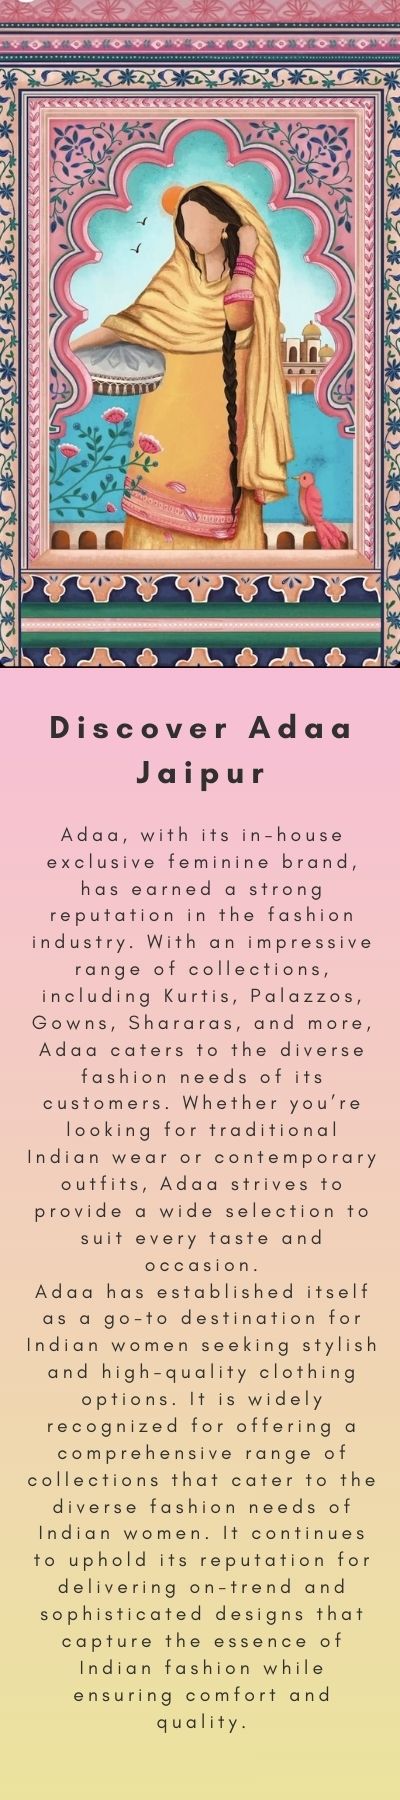 Discover Adaa
Jaipur
Adaa, with its in-house
exclusive feminine brand,
has earned a strong
reputation in the fashion
industry. With an impressive
range of collections,
including Kurtis, Palazzos,
Gowns, Shararas, and more,
Adaa caters to the diverse
fashion needs of its
customers. Whether you’re
looking for traditional
Indian wear or contemporary
outfits, Adaa strives to
provide a wide selection to
suit every taste and
occasion.
Adaa has established itself
as a go-to destination for
Indian women seeking stylish
and high-quality clothing
options. It is widely
recognized for offering a
comprehensive range of
collections that cater to the
diverse fashion needs of
Indian women. It continues
to uphold its reputation for
delivering on-trend and
sophisticated designs that
capture the essence of
Indian fashion while
ensuring comfort and
quality.